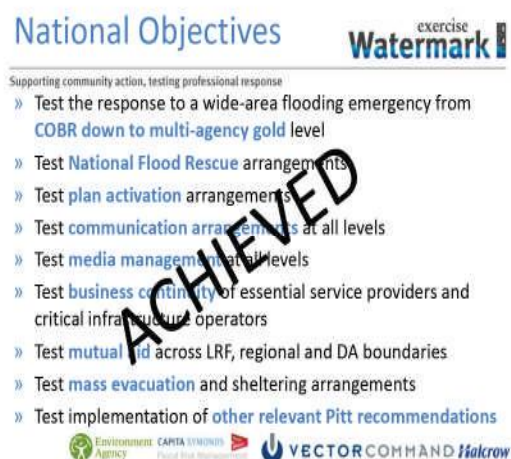 National Objectives
exercise
Watermark
Supporting community action, testing professional response
» Test the response to a wide-area flooding emergency from
COBR down to multi-agency gold level
» Test National Flood Rescue arrangements
» Test plan activation arrangements
» Test communication arrangements at all levels
» Test media management at all levels
» Test business continuity of essential service providers and
critical infrastructure operators
» Test mutual aid across LRF, regional and DA boundaries
» Test mass evacuation and sheltering arrangements
» Test implementation of other relevant Pitt recommendations
ACHIEVED
Environment
Agency
CAPITA SYMONDS
Flood Risk Management
VECTORCOMMAND
Halcrow